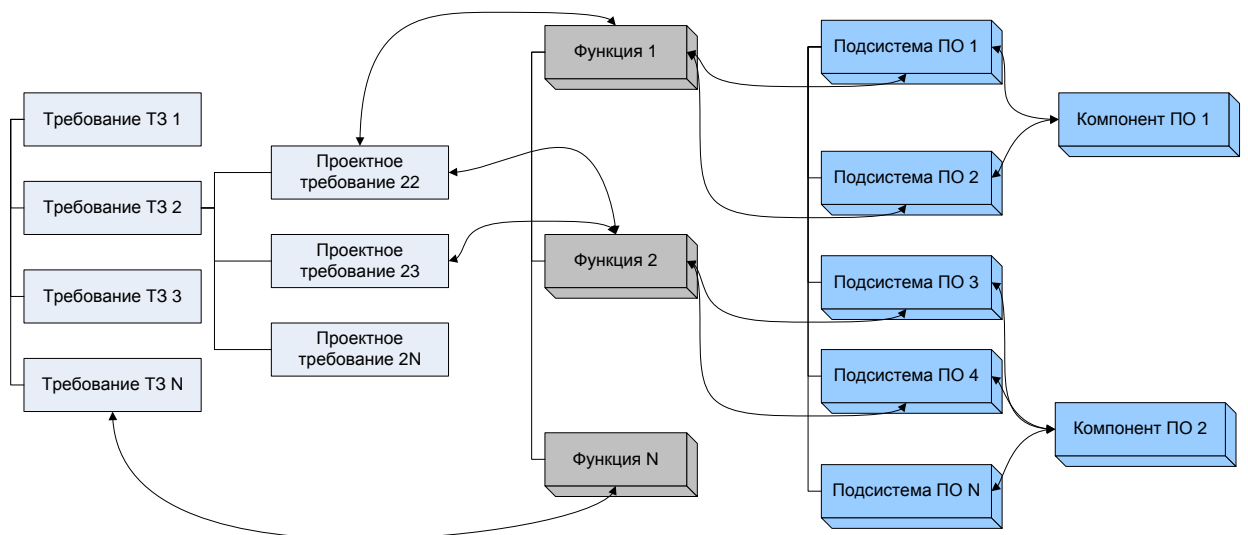 Требование ТЗ 1
Требование ТЗ 2
Требование ТЗ 3
Требование ТЗ N
Проектное
требование 22
Проектное
требование 23
Проектное
требование 2N
Функция 1
Функция 2
Функция N
Подсистема ПО 1
Подсистема ПО 2
Подсистема ПО 3
Подсистема ПО 4
Подсистема ПО N
Компонент ПО 1
Компонент ПО 2